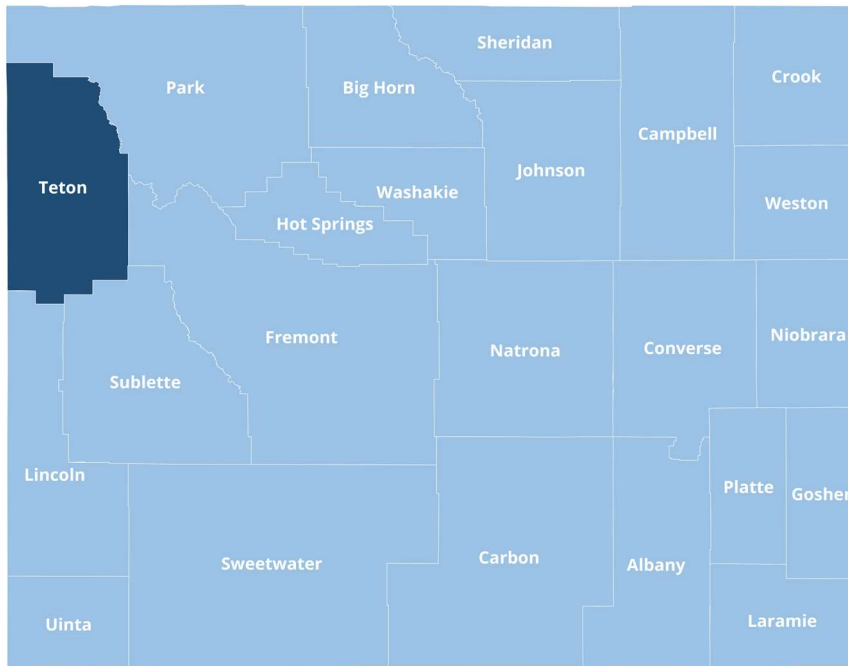 Sheridan
Park
Big Horn
Crook
Campbell
Johnson
Teton
Washakie
Weston
Hot Springs
Fremont
Natrona
Converse
Niobrara
Sublette
Lincoln
Platte
Goshen
Sweetwater
Carbon
Albany
Uinta
Laramie